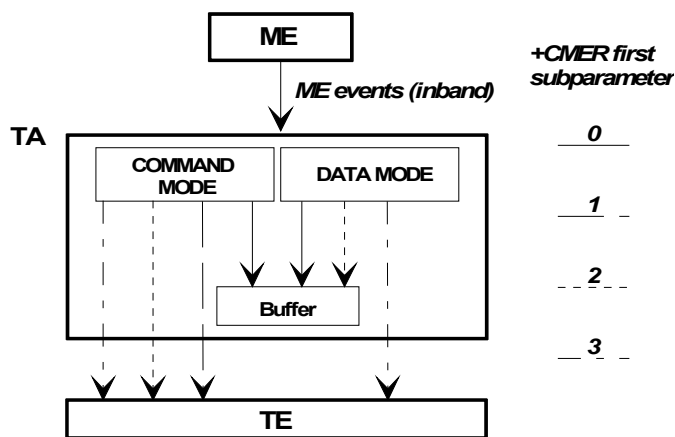 ME
+CMER first
subparameter
ME events (inband)
TA
0
COMMAND
MODE
DATA MODE
1
2
Buffer
3
TE